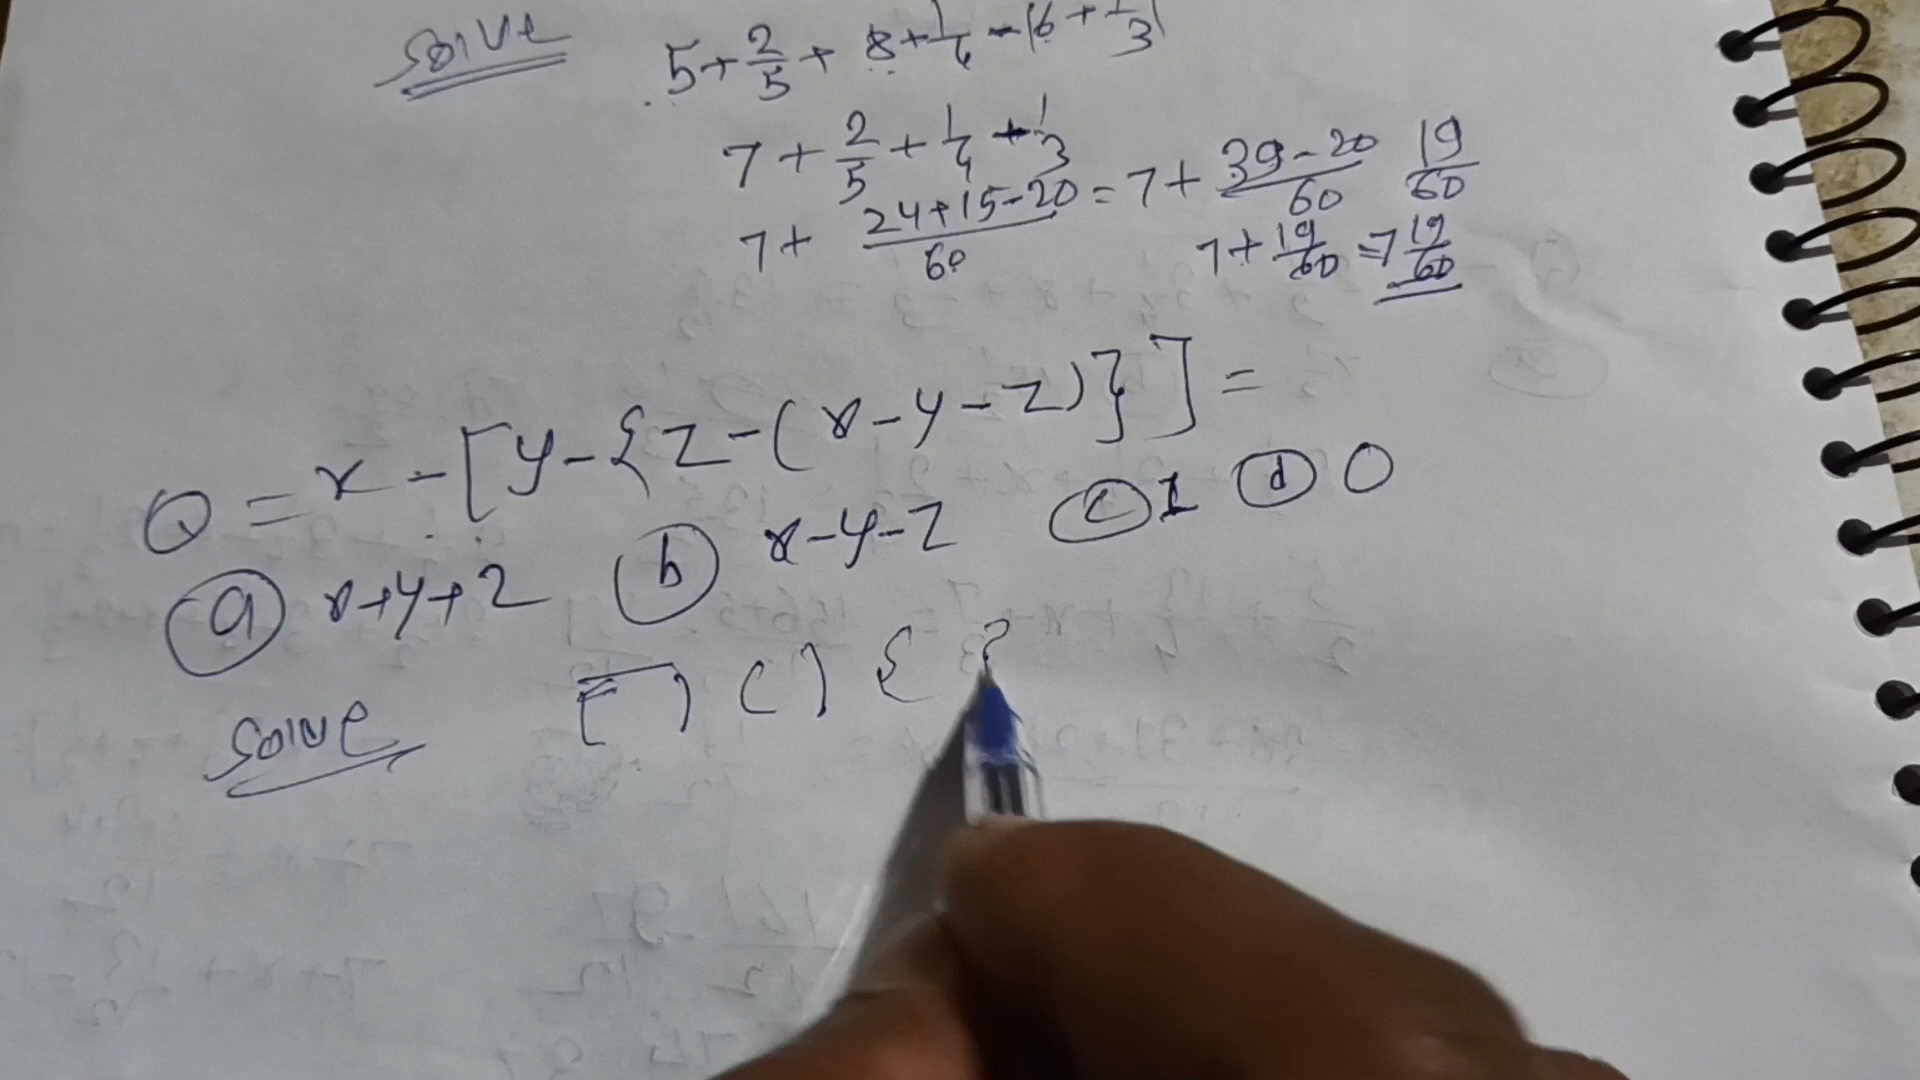 solve 5+2/5+ 8+1/4-(6+1/3)
7+2/5+1/4+1/3
7+ 24+15-20/60 = 7+ 39-20/60 19/60
7+19/60 =7 19/60
Q = x-[y-{z-(x-y-z)}]=
(a) x+y+2 (b) x-y-z (c) 1 (d) 0
Solve [ ] ( ) {